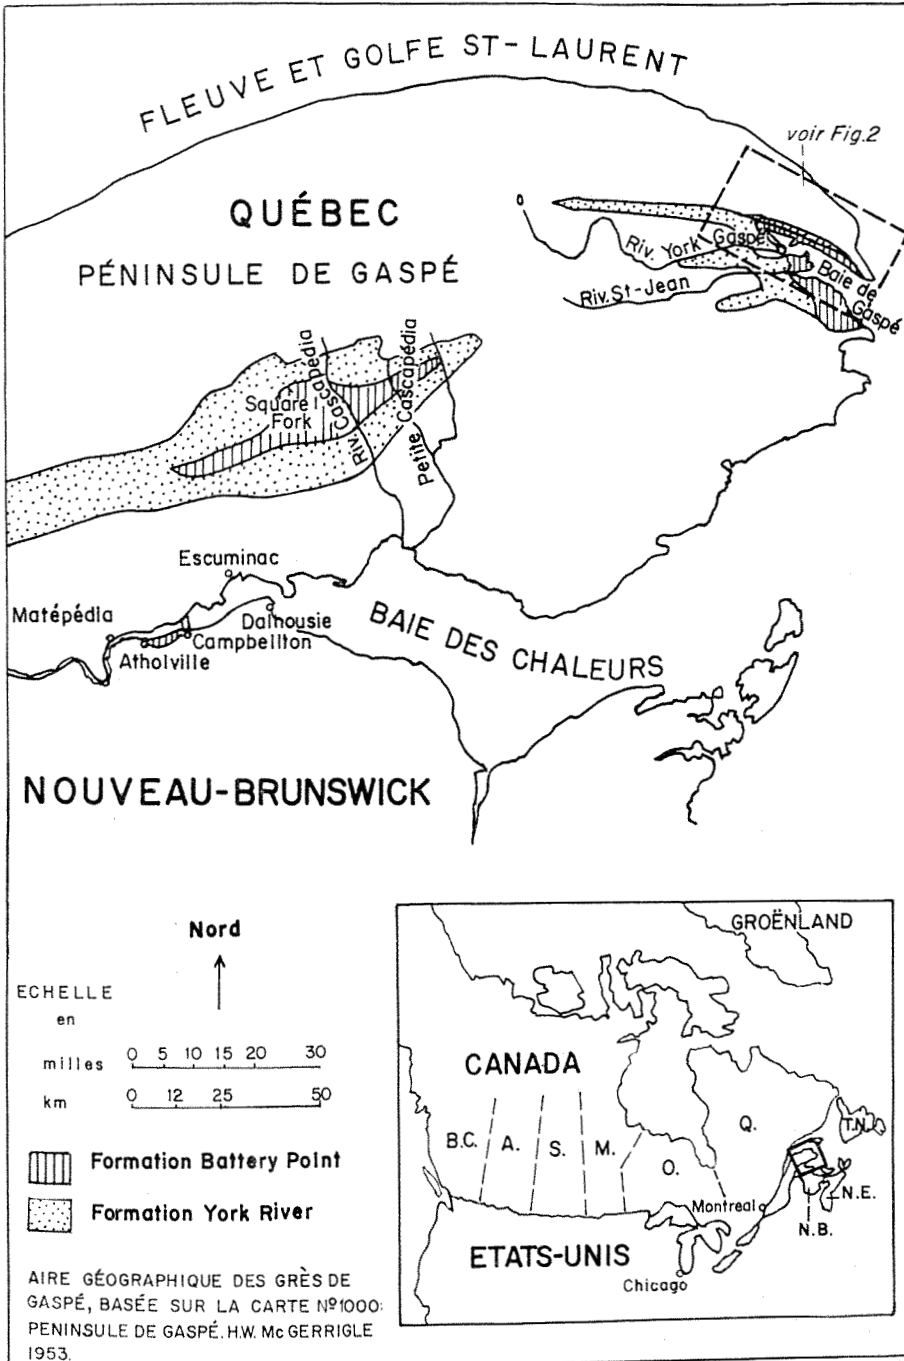 FLEUVE ET GOLFE ST-LAURENT
voir Fig.2
QUÉBEC
PÉNINSULE DE GASPÉ
Riv. York
Gaspé
Baie de
Gaspé
Riv. St-Jean
Riv. Cascapédia
Petite Cascapédia
Square
Fork
Escuminac
Matépédia
Dalhousie
Campbellton
Atholville
BAIE DES CHALEURS
NOUVEAU-BRUNSWICK
Nord
ECHELLE
en
milles 0 5 10 15 20 30
km 0 12 25 50
Formation Battery Point
Formation York River
AIRE GÉOGRAPHIQUE DES GRÈS DE
GASPÉ, BASÉE SUR LA CARTE Nº1000:
PENINSULE DE GASPÉ. H.W. Mc GERRIGLE
1953.
GROËNLAND
CANADA
B.C. A. S. M. O. Q. T.N.
Montreal
N.E.
N.B.
ETATS-UNIS
Chicago